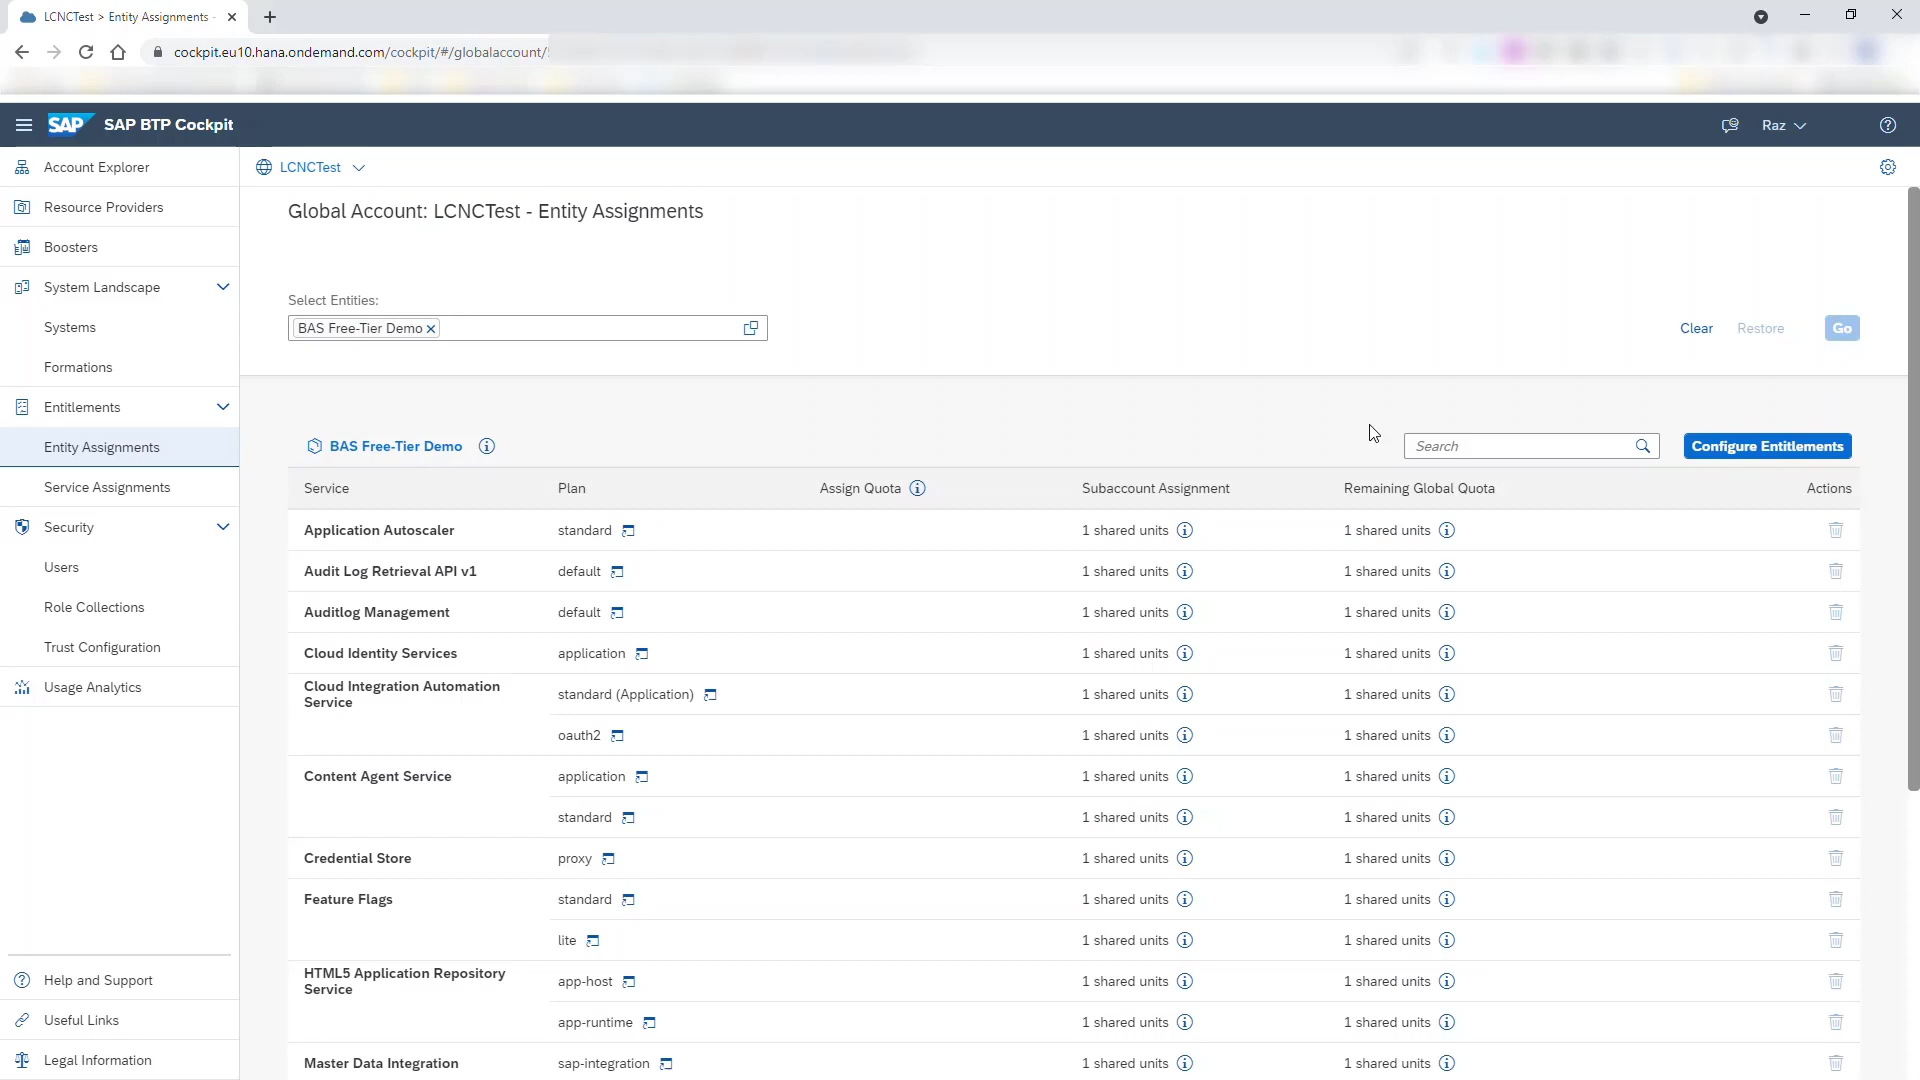 LCNCTest > Entity Assignments
cockpit.eu10.hana.ondemand.com/cockpit/#/globalaccount/
SAP SAP BTP Cockpit
Raz
Account Explorer
Resource Providers
Boosters
System Landscape
Systems
Formations
Entitlements
Entity Assignments
Service Assignments
Security
Users
Role Collections
Trust Configuration
Usage Analytics
Help and Support
Useful Links
Legal Information
LCNCTest
Global Account: LCNCTest - Entity Assignments
Select Entities:
BAS Free-Tier Demo
Clear Restore Go
BAS Free-Tier Demo
Search
Configure Entitlements
Service Plan Assign Quota Subaccount Assignment Remaining Global Quota Actions
Application Autoscaler standard 1 shared units 1 shared units
Audit Log Retrieval API v1 default 1 shared units 1 shared units
Auditlog Management default 1 shared units 1 shared units
Cloud Identity Services application 1 shared units 1 shared units
Cloud Integration Automation
Service
standard (Application) 1 shared units 1 shared units
oauth2 1 shared units 1 shared units
Content Agent Service application 1 shared units 1 shared units
standard 1 shared units 1 shared units
Credential Store proxy 1 shared units 1 shared units
Feature Flags standard 1 shared units 1 shared units
lite 1 shared units 1 shared units
HTML5 Application Repository
Service
app-host 1 shared units 1 shared units
app-runtime 1 shared units 1 shared units
Master Data Integration sap-integration 1 shared units 1 shared units